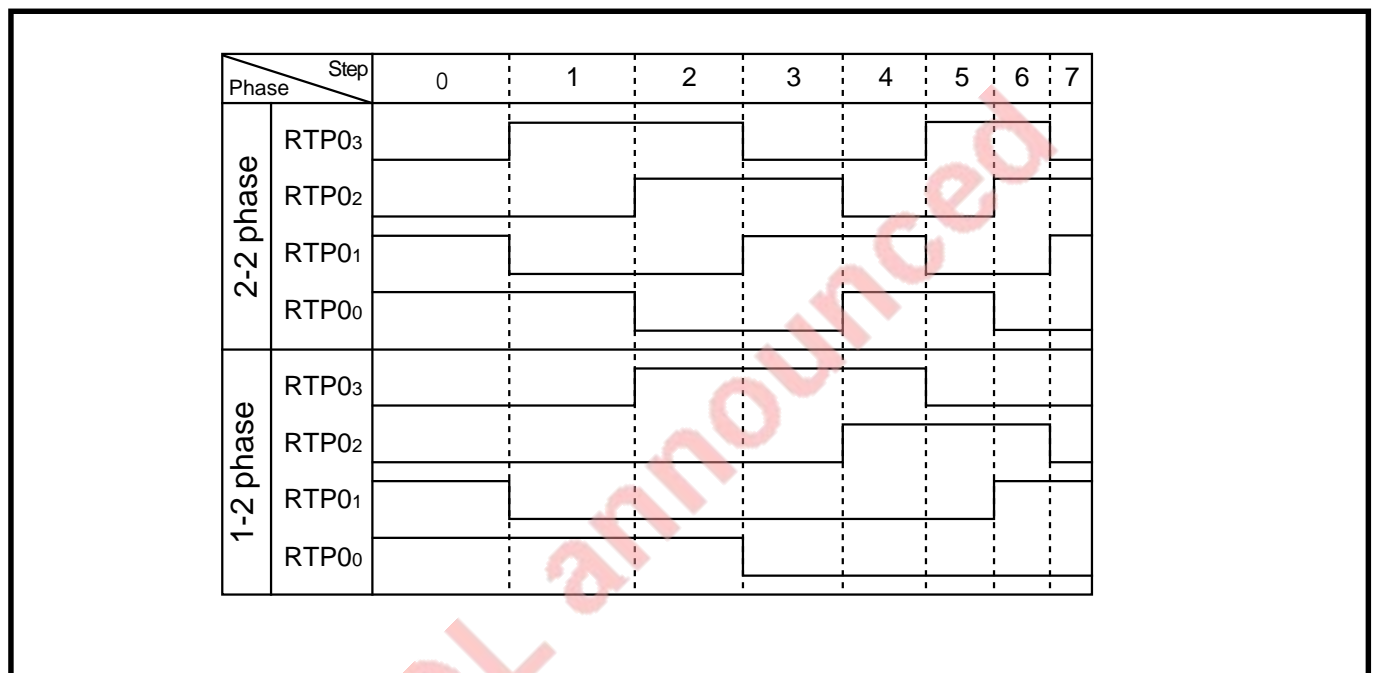 Step 0 1 2 3 4 5 6 7
Phase
2-2 phase
RTP03
RTP02
RTP01
RTP00
1-2 phase
RTP03
RTP02
RTP01
RTP00
announced